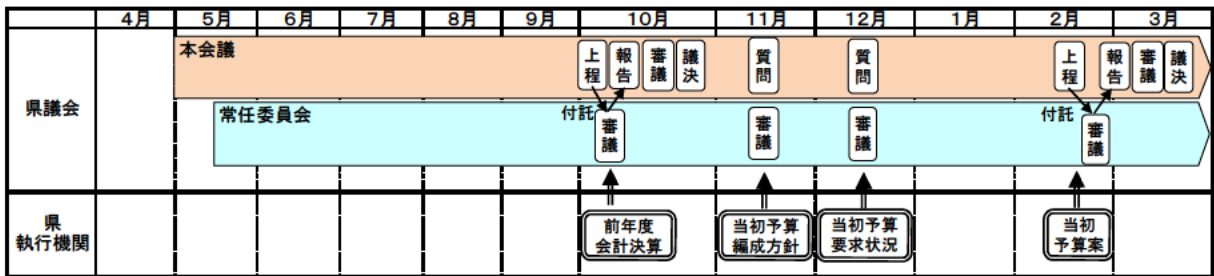 4月 5月 6月 7月 8月 9月 10月 11月 12月 1月 2月 3月
県議会
本会議
上程 報告 審議 議決 質問 質問 上程 報告 審議 議決
常任委員会
付託 付託
審議 審議 審議 審議
県
執行機関
前年度
会計決算
当初予算
編成方針
当初予算
要求状況
当初
予算案